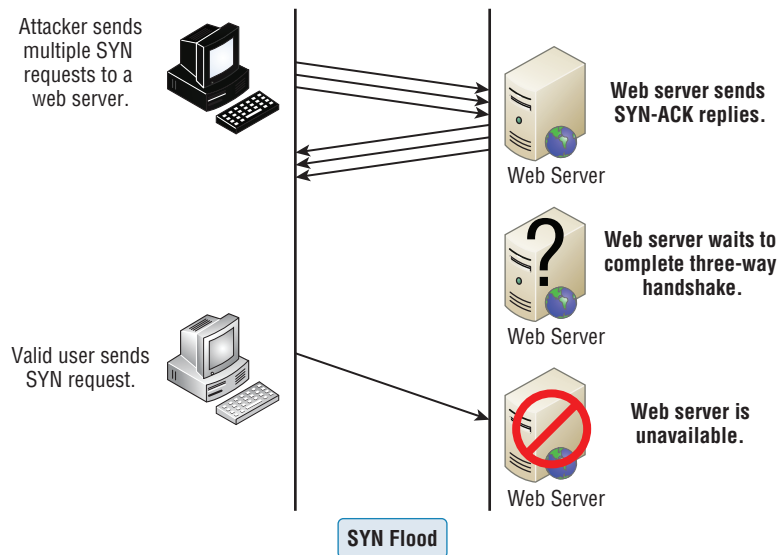 Attacker sends
multiple SYN
requests to a
web server.
Web server sends
SYN-ACK replies.
Web Server
?
Web server waits to
complete three-way
handshake.
Web Server
Valid user sends
SYN request.
Web server is
unavailable.
Web Server
SYN Flood